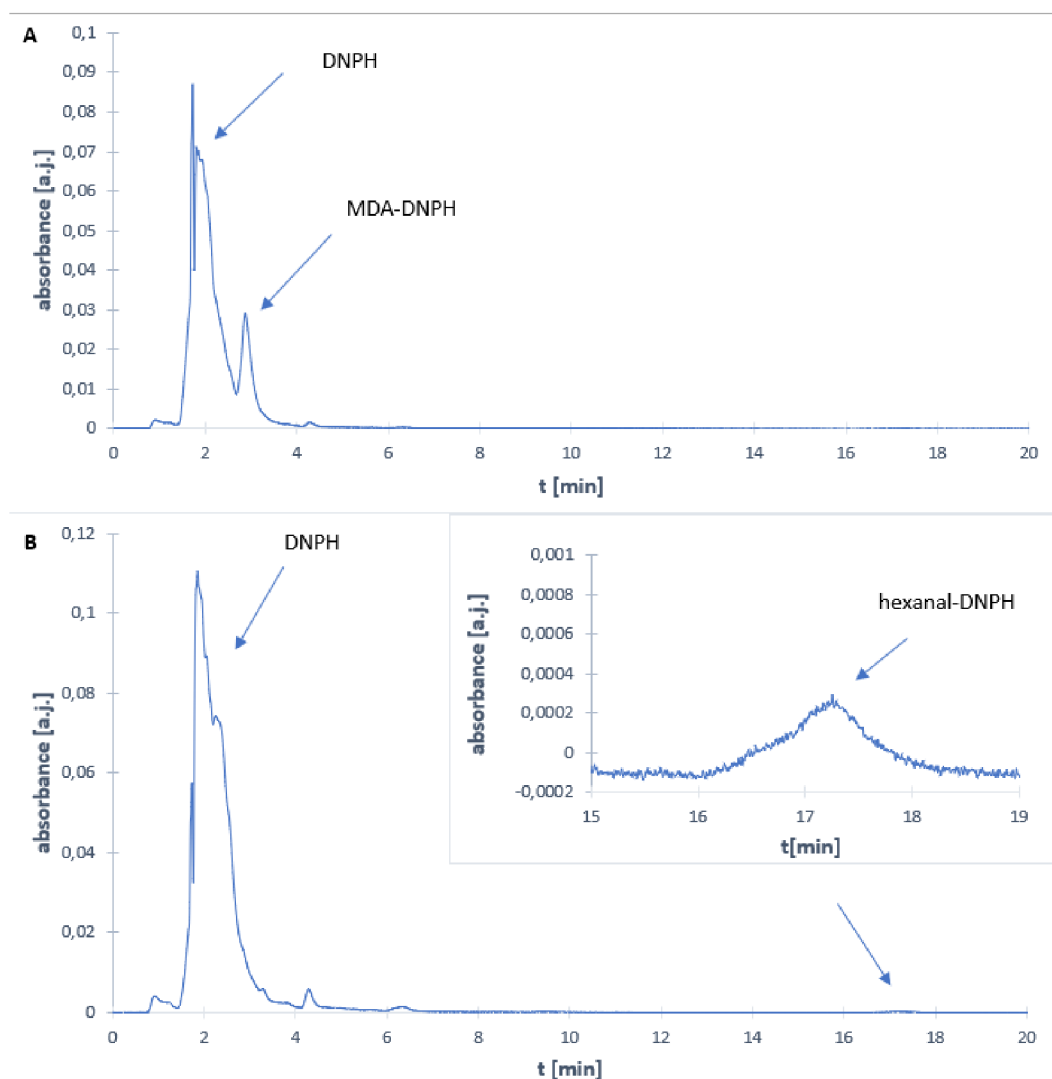 A
DNPH
MDA-DNPH
absorbance [a.j.]
0,1
0,09
0,08
0,07
0,06
0,05
0,04
0,03
0,02
0,01
0
0 2 4 6 8 10 12 14 16 18 20
t [min]
B
DNPH
absorbance [a.j.]
0,12
0,1
0,08
0,06
0,04
0,02
0
0 2 4 6 8 10 12 14 16 18 20
t [min]
hexanal-DNPH
absorbance [a.j.]
0,001
0,0008
0,0006
0,0004
0,0002
0
-0,0002
15 16 17 18 19
t[min]